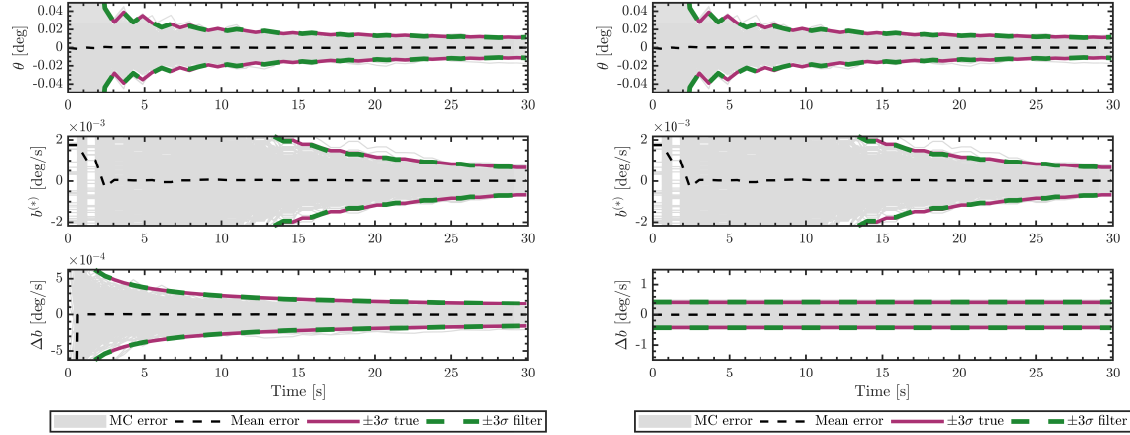 0.04
0.02
0
-0.02
-0.04
θ [deg]
0 5 10 15 20 25 30
×10⁻³
2
0
-2
b⁽*⁾ [deg/s]
0 5 10 15 20 25 30
×10⁻⁴
5
0
-5
Δb [deg/s]
0 5 10 15 20 25 30
Time [s]
MC error Mean error ±3σ true ±3σ filter
0.04
0.02
0
-0.02
-0.04
θ [deg]
0 5 10 15 20 25 30
×10⁻³
2
0
-2
b⁽*⁾ [deg/s]
0 5 10 15 20 25 30
1
0
-1
Δb [deg/s]
0 5 10 15 20 25 30
Time [s]
MC error Mean error ±3σ true ±3σ filter